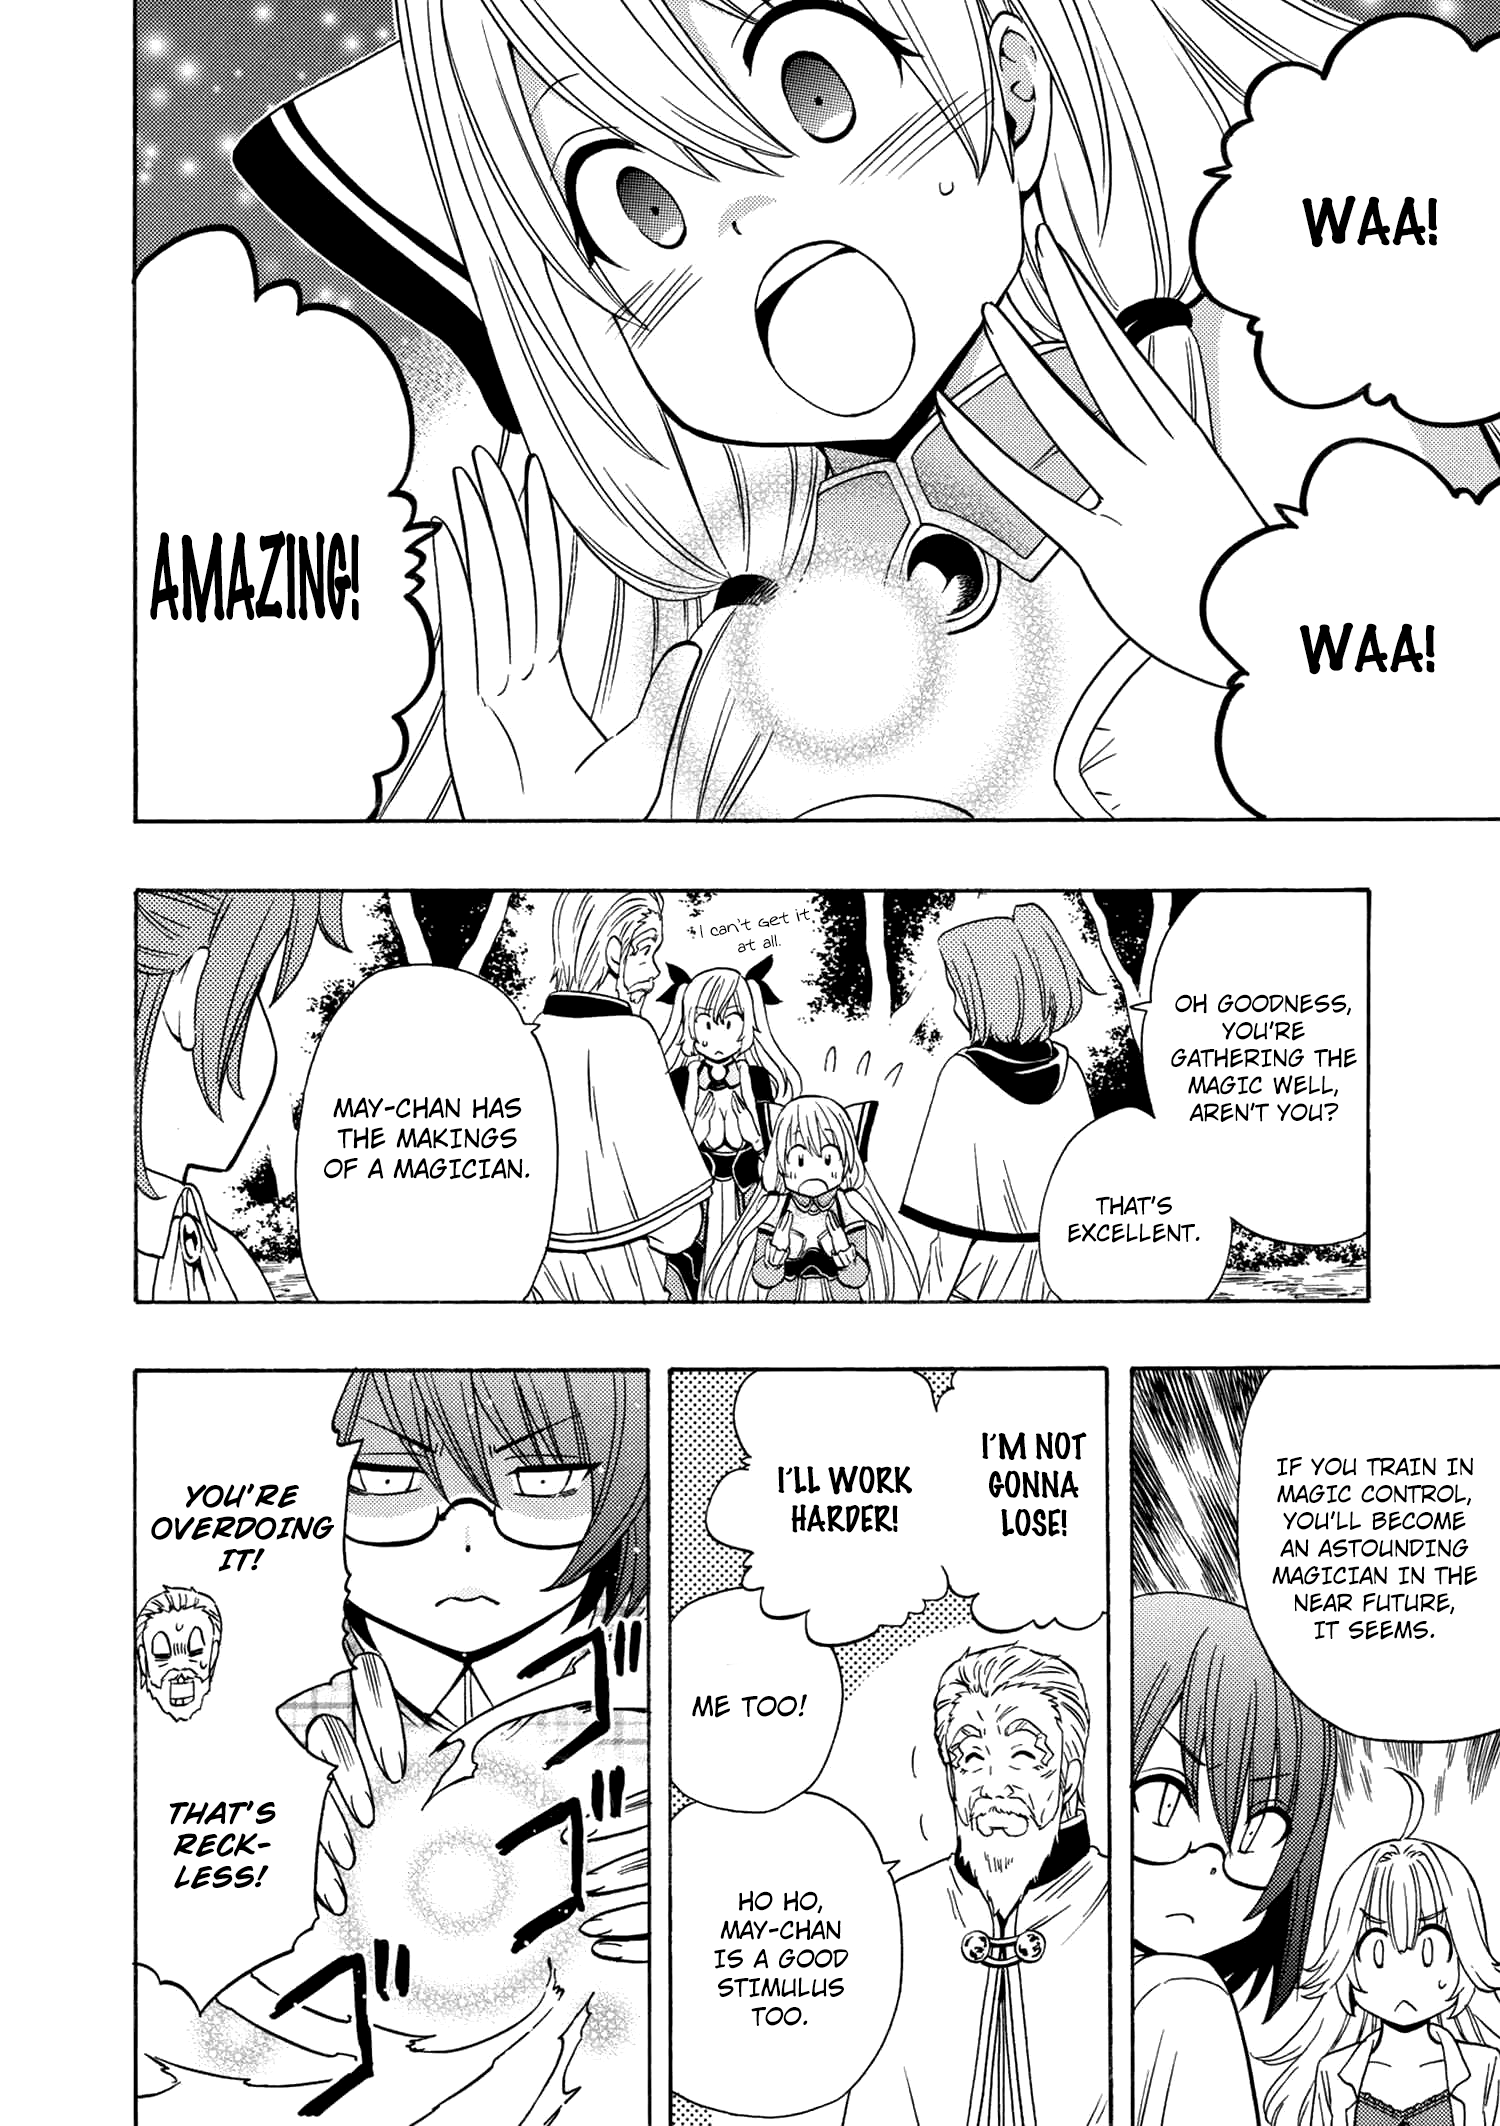 WAA!
WAA!
AMAZING!
OH GOODNESS,
YOU'RE
GATHERING THE
MAGIC WELL,
AREN'T YOU?
THAT'S
EXCELLENT.
I can't get it
at all.
MAY-CHAN HAS
THE MAKINGS
OF A MAGICIAN.
IF YOU TRAIN IN
MAGIC CONTROL,
YOU'LL BECOME
AN ASTOUNDING
MAGICIAN IN THE
NEAR FUTURE,
IT SEEMS.
I'M NOT
GONNA
LOSE!
I'LL WORK
HARDER!
ME TOO!
HO HO,
MAY-CHAN
IS A GOOD
STIMULUS
TOO.
YOU'RE
OVERDOING
IT!
THAT'S
RECK-
LESS!
ゴゴゴ